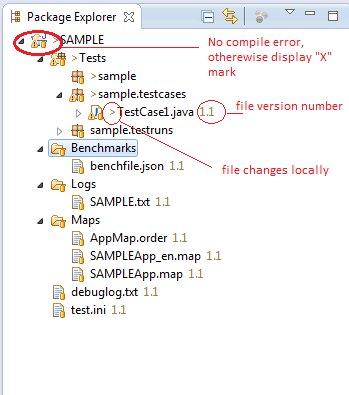 Package Explorer
>SAMPLE
No compile error,
otherwise display "X"
mark
>Tests
>sample
>sample.testcases
>TestCase1.java 1.1
file version number
sample.testruns
Benchmarks
benchfile.json 1.1
file changes locally
Logs
SAMPLE.txt 1.1
Maps
AppMap.order 1.1
SAMPLEApp_en.map 1.1
SAMPLEApp.map 1.1
debuglog.txt 1.1
test.ini 1.1